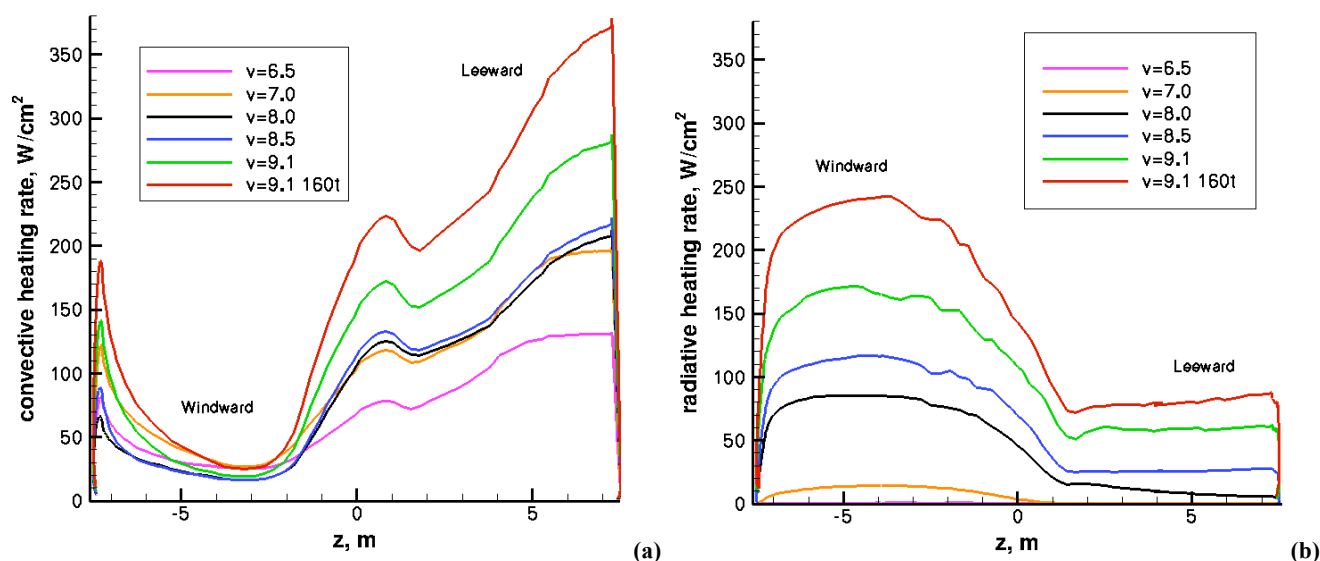 convective heating rate, W/cm²
350
300
250
200
150
100
50
0
v=6.5
v=7.0
v=8.0
v=8.5
v=9.1
v=9.1 160t
Leeward
Windward
-5
0
5
z, m
(a)
radiative heating rate, W/cm²
350
300
250
200
150
100
50
0
v=6.5
v=7.0
v=8.0
v=8.5
v=9.1
v=9.1 160t
Windward
Leeward
-5
0
5
z, m
(b)